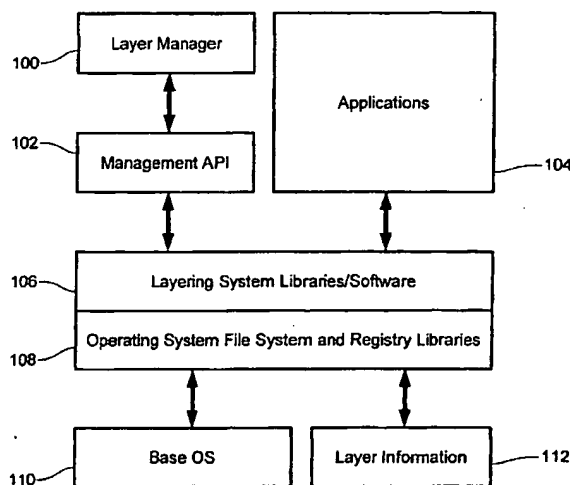 Layer Manager
100
Applications
102
Management API
104
106
Layering System Libraries/Software
108
Operating System File System and Registry Libraries
Base OS
Layer Information
112
110